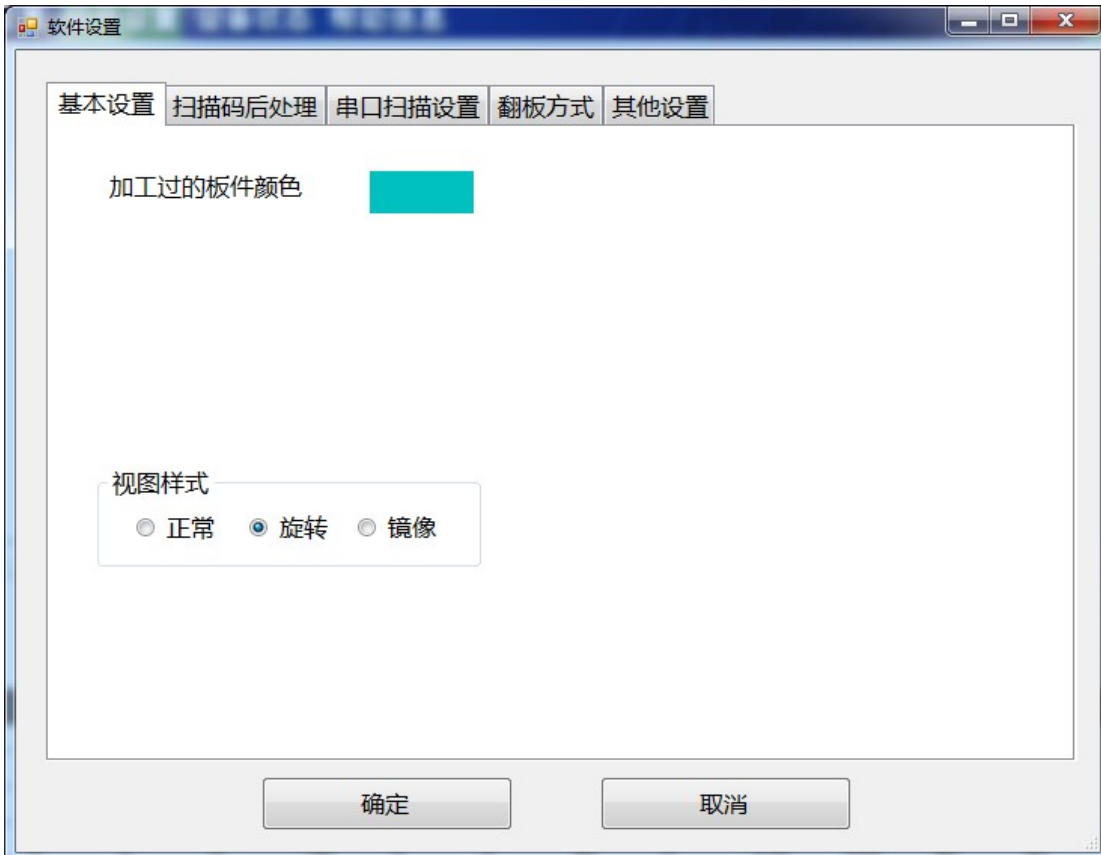 软件设置
基本设置 扫描码后处理 串口扫描设置 翻板方式 其他设置
加工过的板件颜色
视图样式
正常 旋转 镜像
确定 取消